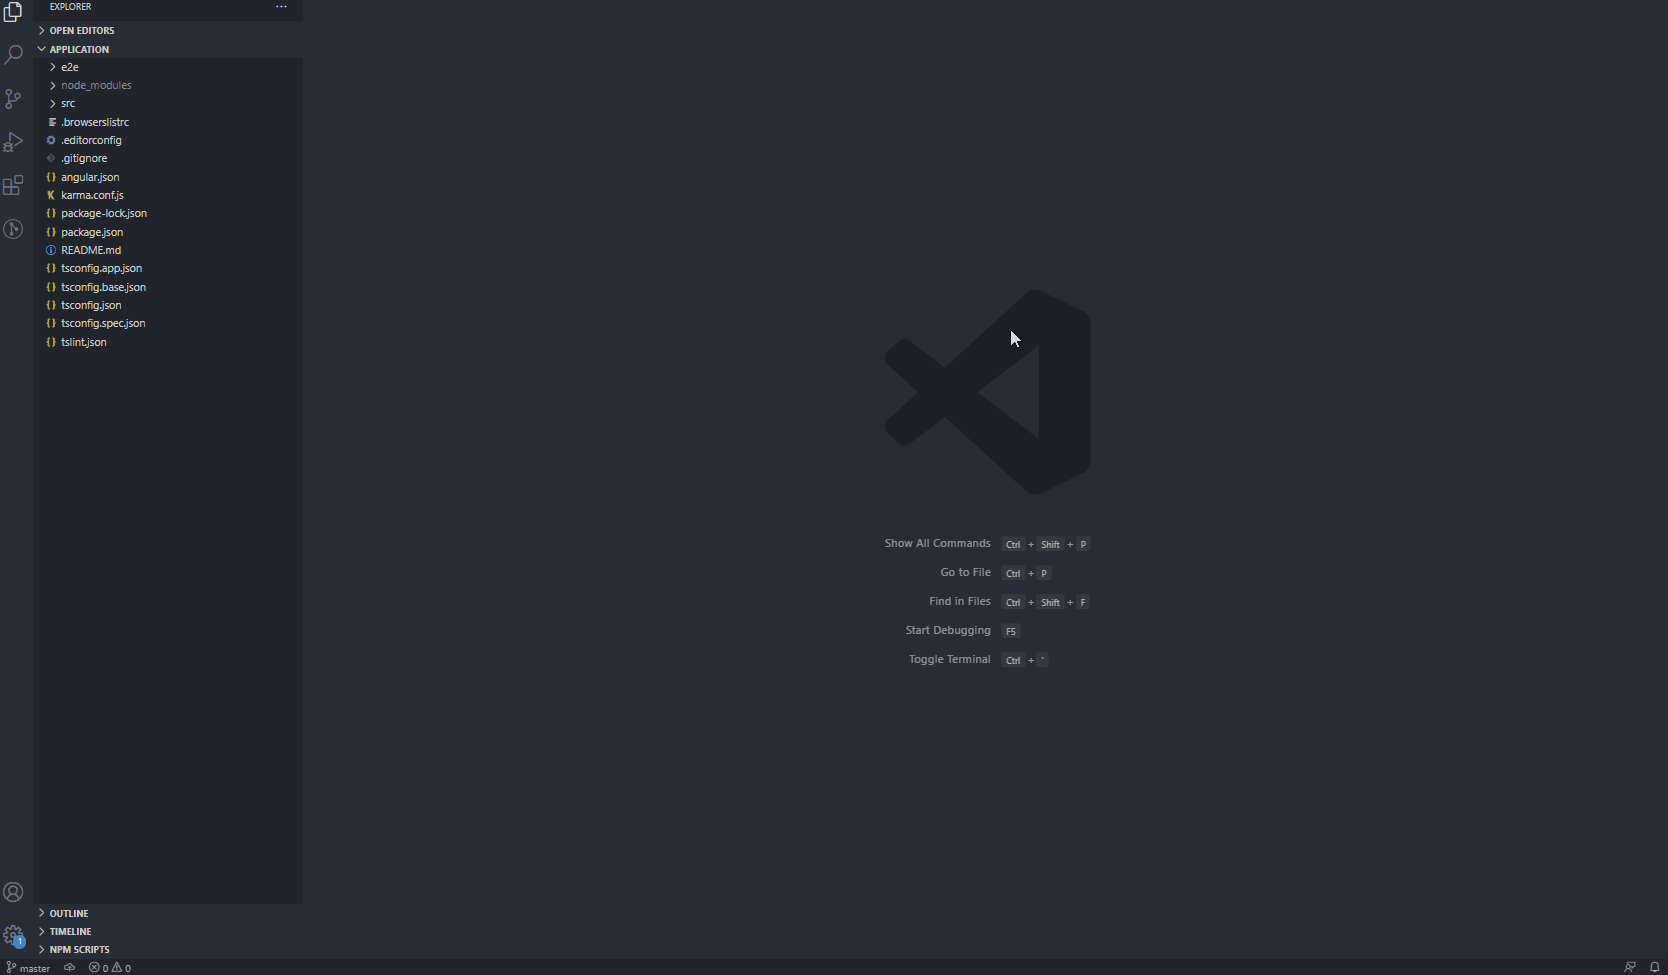 EXPLORER
OPEN EDITORS
APPLICATION
e2e
node_modules
src
.browserslistrc
.editorconfig
.gitignore
angular.json
karma.conf.js
package-lock.json
package.json
README.md
tsconfig.app.json
tsconfig.base.json
tsconfig.json
tsconfig.spec.json
tslint.json
Show All Commands Ctrl + Shift + P
Go to File Ctrl + P
Find in Files Ctrl + Shift + F
Start Debugging F5
Toggle Terminal Ctrl + `
OUTLINE
1 TIMELINE
NPM SCRIPTS
master 0 0